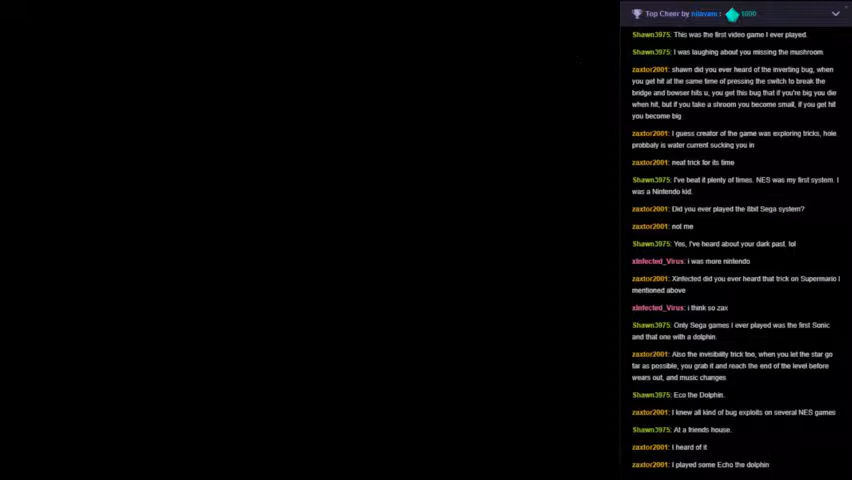 Top Cheer by nilavani : 1000
Shawn3975: This was the first video game I ever played.
Shawn3975: I was laughing about you missing the mushroom.
zaxtor2001: shawn did you ever heard of the inverting bug, when
you get hit at the same time of pressing the switch to break the
bridge and bowser hits u, you get this bug that if you're big you die
when hit, but if you take a shroom you become small, if you get hit
you become big
zaxtor2001: I guess creator of the game was exploring tricks, hole
probbaly is water current sucking you in
zaxtor2001: neat trick for its time
Shawn3975: I've beat it plenty of times. NES was my first system. I
was a Nintendo kid.
zaxtor2001: Did you ever played the 8bit Sega system?
zaxtor2001: not me
Shawn3975: Yes, I've heard about your dark past, lol
xInfected_Virus: i was more nintendo
zaxtor2001: Xinfected did you ever heard that trick on Supermario I
mentioned above
xInfected_Virus: i think so zax
Shawn3975: Only Sega games I ever played was the first Sonic
and that one with a dolphin.
zaxtor2001: Also the invisibility trick too, when you let the star go
far as possible, you grab it and reach the end of the level before
wears out, and music changes
Shawn3975: Eco the Dolphin.
zaxtor2001: I knew all kind of bug exploits on several NES games
Shawn3975: At a friends house.
zaxtor2001: I heard of it
zaxtor2001: I played some Echo the dolphin